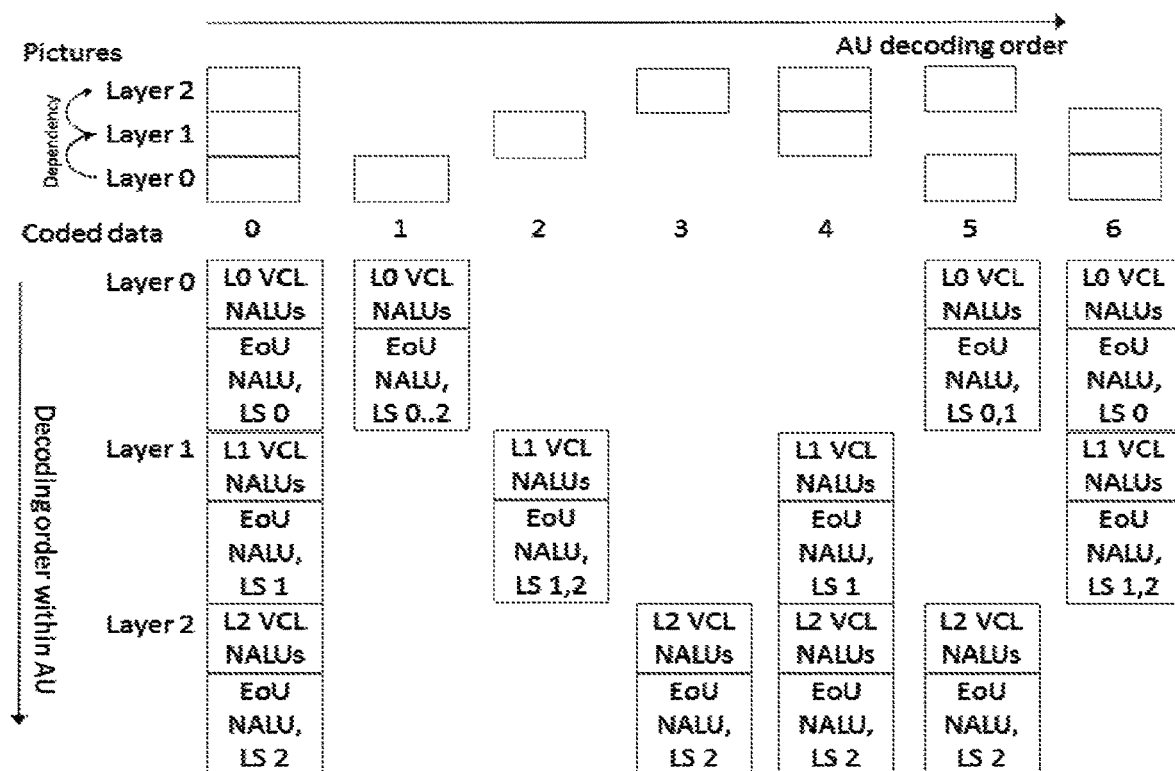 AU decoding order
Pictures
Layer 2
Layer 1
Layer 0
Dependency
Coded data 0 1 2 3 4 5 6
Layer 0 L0 VCL L0 VCL L0 VCL L0 VCL
NALUs NALUs NALUs NALUs
EoU EoU EoU EoU
NALU, NALU, NALU, NALU,
LS 0 LS 0..2 LS 0,1 LS 0
Layer 1 L1 VCL L1 VCL L1 VCL L1 VCL
NALUs NALUs NALUs NALUs
EoU EoU EoU EoU
NALU, NALU, NALU, NALU,
LS 1 LS 1,2 LS 1 LS 1,2
Layer 2 L2 VCL L2 VCL L2 VCL L2 VCL
NALUs NALUs NALUs NALUs
EoU EoU EoU EoU
NALU, NALU, NALU, NALU,
LS 2 LS 2 LS 2 LS 2
Decoding order within AU